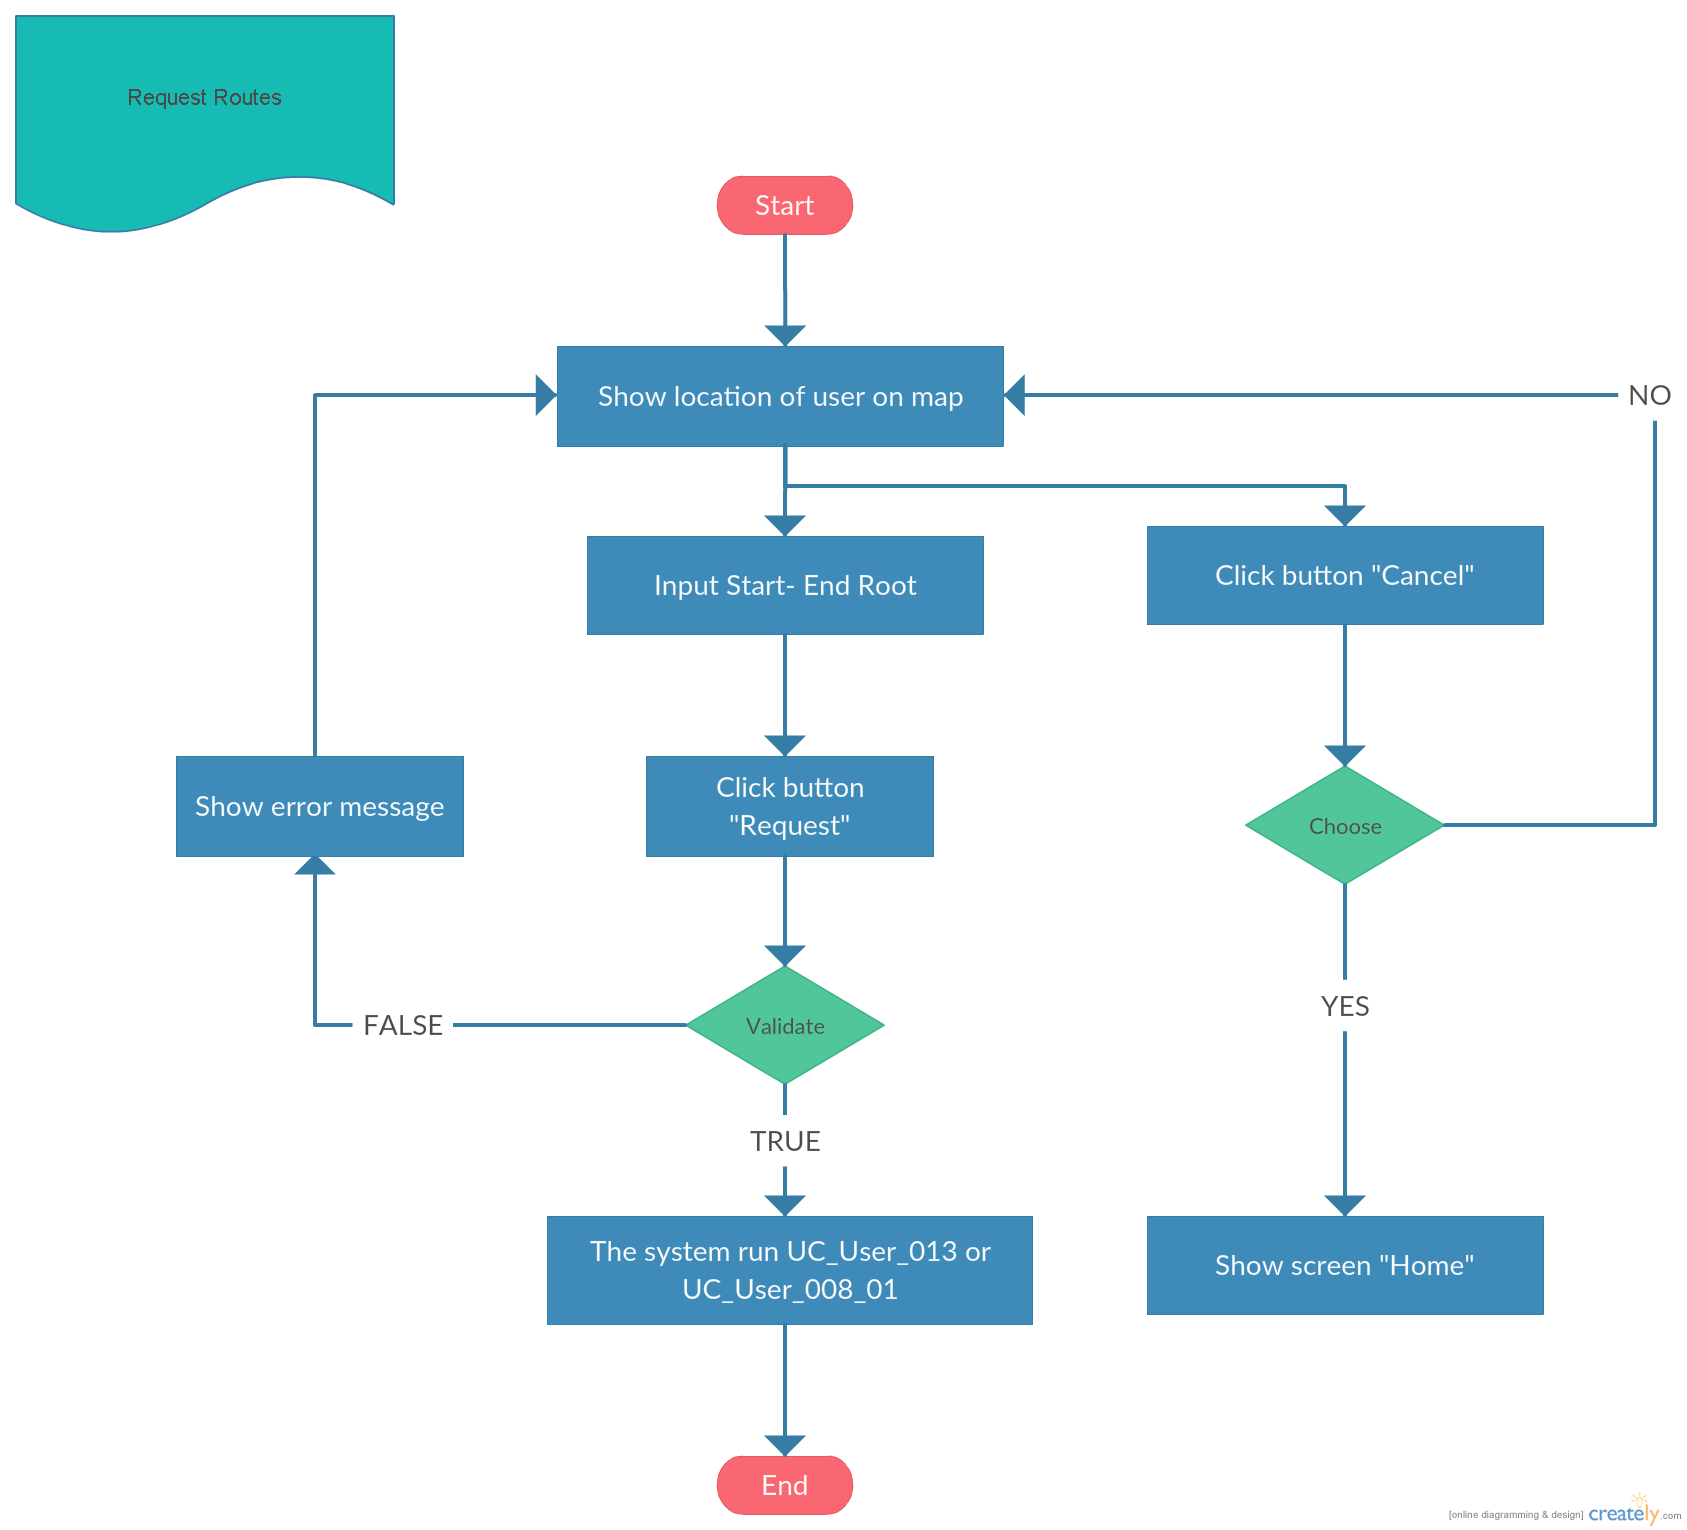 Request Routes
Start
Show location of user on map
NO
Input Start- End Root
Click button "Cancel"
Show error message
Click button
"Request"
Choose
FALSE
Validate
YES
TRUE
The system run UC_User_013 or
UC_User_008_01
Show screen "Home"
End
[online diagramming & design] creately.com